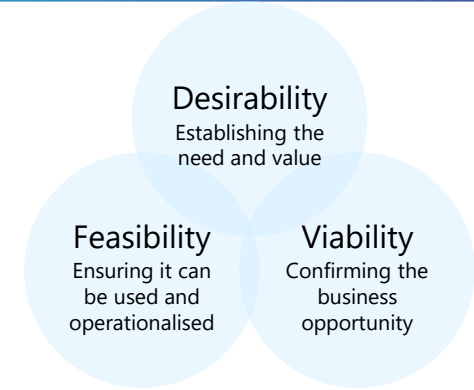 Desirability
Establishing the
need and value
Feasibility
Ensuring it can
be used and
operationalised
Viability
Confirming the
business
opportunity